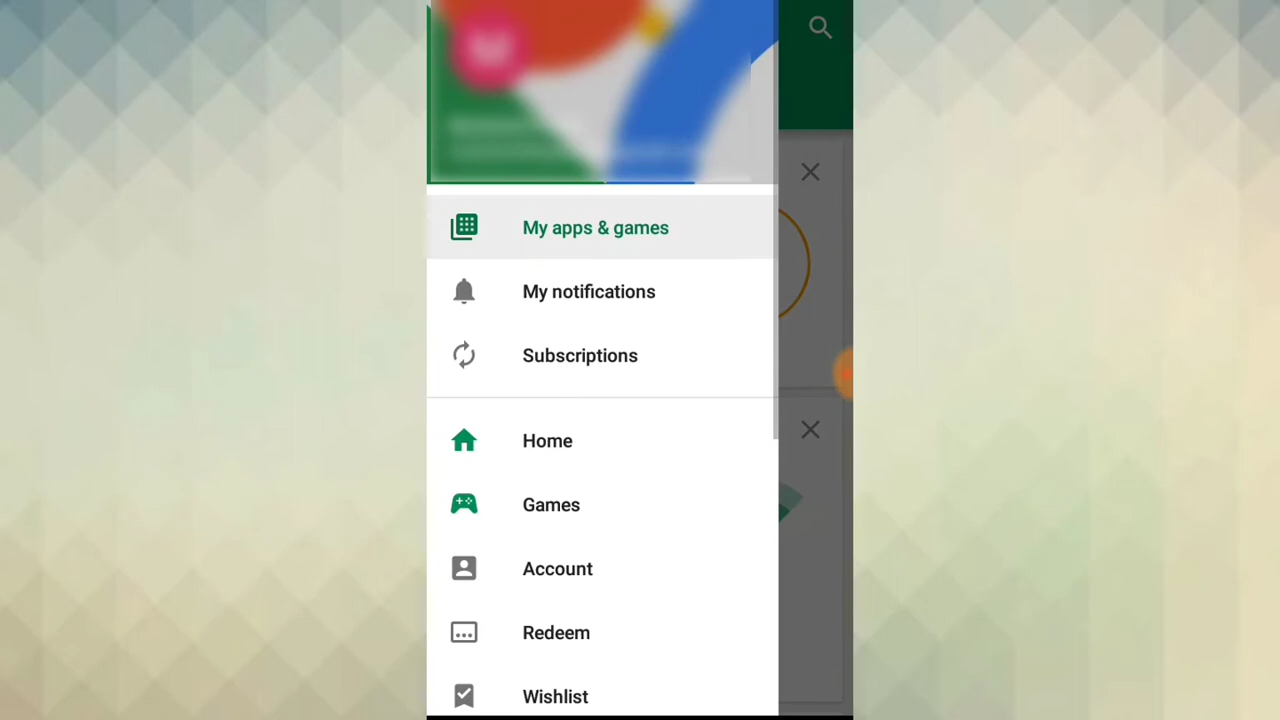 My apps & games
My notifications
Subscriptions
Home
Games
Account
Redeem
Wishlist